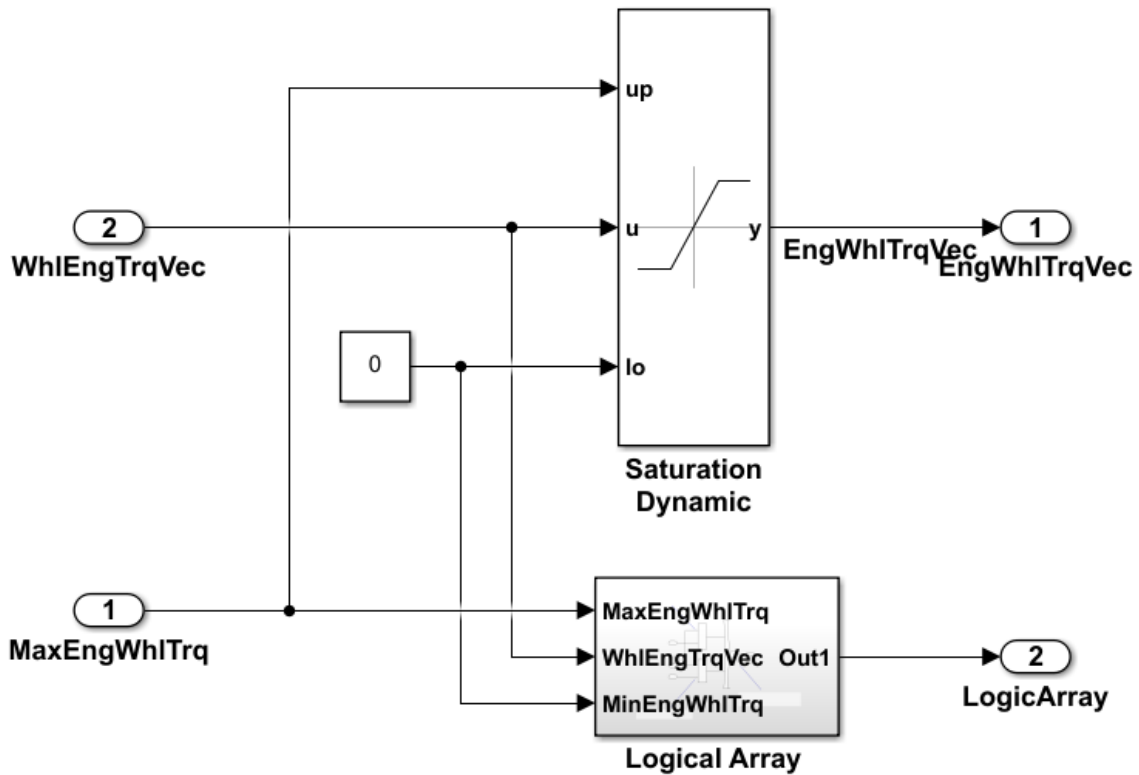 up
2
WhlEngTrqVec
u
y
EngWhlTrqVec
1
EngWhlTrqVec
0
lo
Saturation
Dynamic
1
MaxEngWhlTrq
MaxEngWhlTrq
WhlEngTrqVec
Out1
MinEngWhlTrq
2
LogicArray
Logical Array